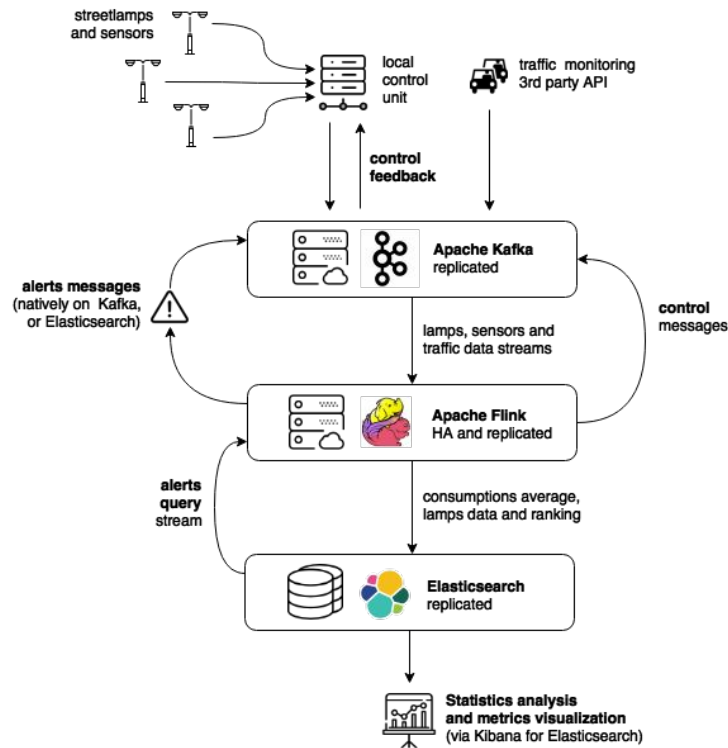 streetlamps
and sensors
local
control
unit
traffic monitoring
3rd party API
control
feedback
Apache Kafka
replicated
alerts messages
(natively on Kafka,
or Elasticsearch)
control
messages
lamps, sensors and
traffic data streams
Apache Flink
HA and replicated
alerts
query
stream
consumptions average,
lamps data and ranking
Elasticsearch
replicated
Statistics analysis
and metrics visualization
(via Kibana for Elasticsearch)